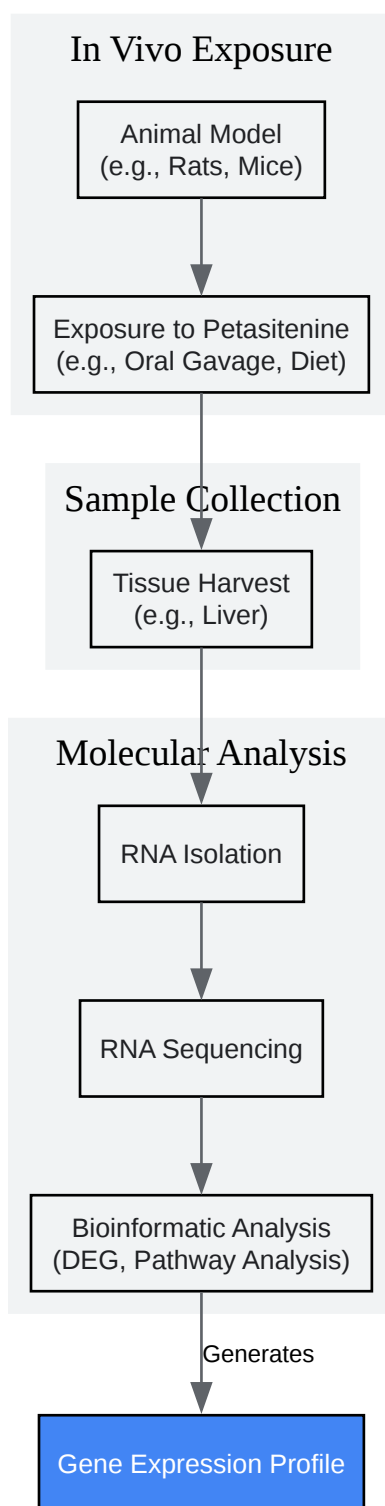 In Vivo Exposure
Animal Model
(e.g., Rats, Mice)
Exposure to Petasitenine
(e.g., Oral Gavage, Diet)
Sample Collection
Tissue Harvest
(e.g., Liver)
Molecular Analysis
RNA Isolation
RNA Sequencing
Bioinformatic Analysis
(DEG, Pathway Analysis)
Generates
Gene Expression Profile